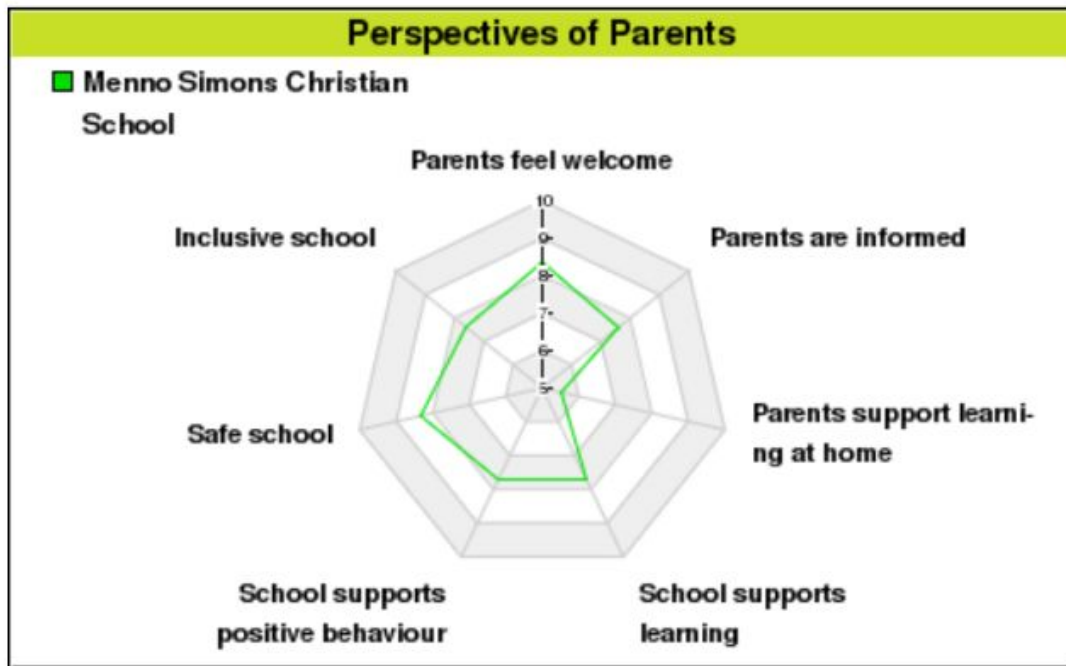 Perspectives of Parents
Menno Simons Christian
School
Parents feel welcome
10
Inclusive school
9
Parents are informed
8
7
6
5
Parents support learni-
Safe school
ng at home
School supports
positive behaviour
School supports
learning